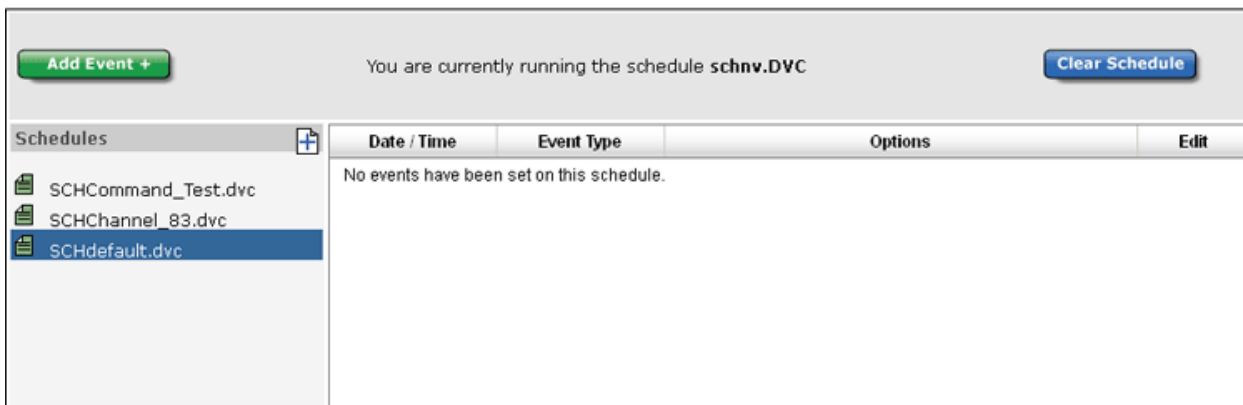 Add Event +
You are currently running the schedule schnv.DVC
Clear Schedule
Schedules
Date / Time Event Type Options Edit
No events have been set on this schedule.
SCHCommand_Test.dvc
SCHChannel_83.dvc
SCHdefault.dvc